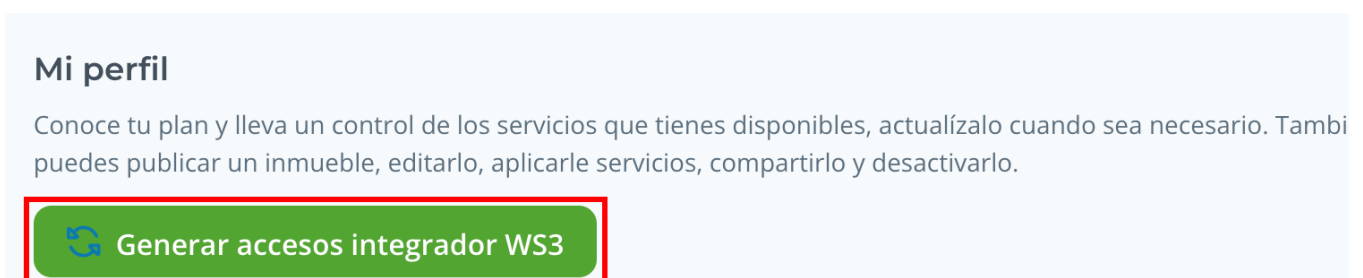 Mi perfil
Conoce tu plan y lleva un control de los servicios que tienes disponibles, actualízalo cuando sea necesario. Tambi
puedes publicar un inmueble, editarlo, aplicarle servicios, compartirlo y desactivarlo.
Generar accesos integrador WS3